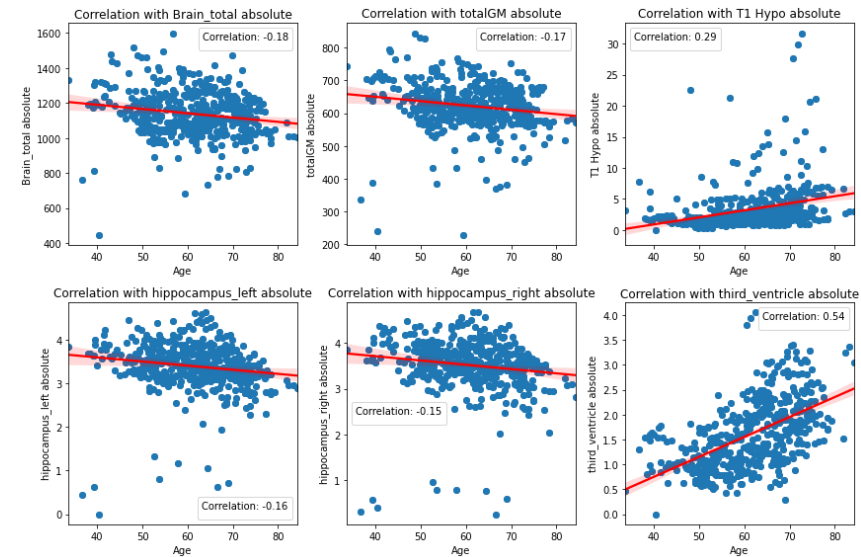 Correlation with Brain_total absolute
Correlation: -0.18
Brain_total absolute
1600
1400
1200
1000
800
600
400
40 50 60 70 80
Age
Correlation with totalGM absolute
Correlation: -0.17
totalGM absolute
800
700
600
500
400
300
200
40 50 60 70 80
Age
Correlation with T1 Hypo absolute
Correlation: 0.29
T1 Hypo absolute
30
25
20
15
10
5
0
40 50 60 70 80
Age
Correlation with hippocampus_left absolute
Correlation: -0.16
hippocampus_left absolute
4
3
2
1
0
40 50 60 70 80
Age
Correlation with hippocampus_right absolute
Correlation: -0.15
hippocampus_right absolute
4
3
2
1
40 50 60 70 80
Age
Correlation with third_ventricle absolute
Correlation: 0.54
third_ventricle absolute
4.0
3.5
3.0
2.5
2.0
1.5
1.0
0.5
0.0
40 50 60 70 80
Age